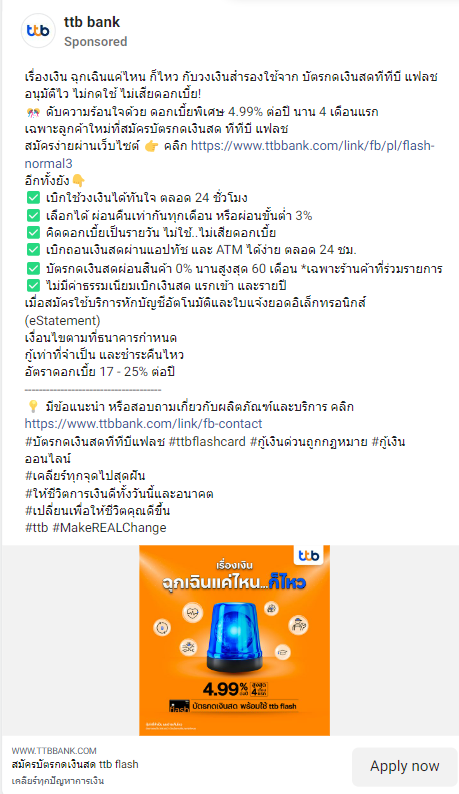 ttb bank
ttb
Sponsored
เรื่องเงิน ฉุกเฉินแค่ไหน ก็ไหว กับวงเงินสำรองใช้จาก บัตรกดเงินสดทีทีบี แฟลช
อนุมัติไว ไม่กดใช้ ไม่เสียดอกเบี้ย!
🎊 ดับความร้อนใจด้วย ดอกเบี้ยพิเศษ 4.99% ต่อปี นาน 4 เดือนแรก
เฉพาะลูกค้าใหม่ที่สมัครบัตรกดเงินสด ทีทีบี แฟลช
สมัครง่ายผ่านเว็บไซต์ 👉 คลิก https://www.ttbbank.com/link/fb/pl/flash-
normal3
อีกทั้งยัง👇
✅ เบิกใช้วงเงินได้ทันใจ ตลอด 24 ชั่วโมง
✅ เลือกได้ ผ่อนคืนเท่ากันทุกเดือน หรือผ่อนขั้นต่ำ 3%
✅ คิดดอกเบี้ยเป็นรายวัน ไม่ใช้..ไม่เสียดอกเบี้ย
✅ เบิกถอนเงินสดผ่านแอปทัช และ ATM ได้ง่าย ตลอด 24 ชม.
✅ บัตรกดเงินสดผ่อนสินค้า 0% นานสูงสุด 60 เดือน *เฉพาะร้านค้าที่ร่วมรายการ
✅ ไม่มีค่าธรรมเนียมเบิกเงินสด แรกเข้า และรายปี
เมื่อสมัครใช้บริการหักบัญชีอัตโนมัติและใบแจ้งยอดอิเล็กทรอนิกส์
(eStatement)
เงื่อนไขตามที่ธนาคารกำหนด
กู้เท่าที่จำเป็น และชำระคืนไหว
อัตราดอกเบี้ย 17 - 25% ต่อปี
--------------------------------------
💡 มีข้อแนะนำ หรือสอบถามเกี่ยวกับผลิตภัณฑ์และบริการ คลิก
https://www.ttbbank.com/link/fb-contact
#บัตรกดเงินสดทีทีบีแฟลช #ttbflashcard #กู้เงินด่วนถูกกฎหมาย #กู้เงิน
ออนไลน์
#เคลียร์ทุกจุดไปสุดฝัน
#ให้ชีวิตการเงินดีทั้งวันนี้และอนาคต
#เปลี่ยนเพื่อให้ชีวิตคุณดีขึ้น
#ttb #MakeREALChange
ttb
เรื่องเงิน
ฉุกเฉินแค่ไหน...ก็ไหว
4.99% ต่อปี สูงสุด 4 เดือนแรก
flash บัตรกดเงินสด พร้อมใช้ ttb flash
WWW.TTBBANK.COM
สมัครบัตรกดเงินสด ttb flash
เคลียร์ทุกปัญหาการเงิน
Apply now